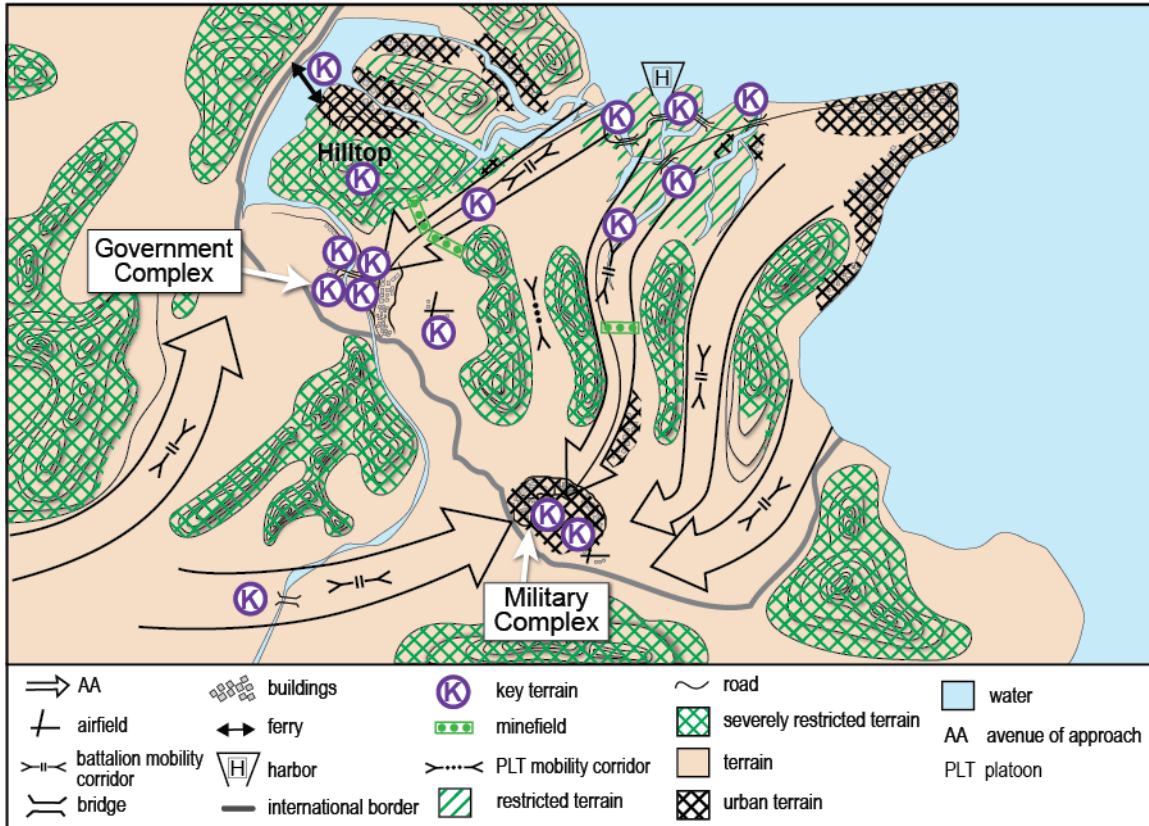 K
K
K
K
H
K
Hilltop
K
K
K
K
Government
Complex
K
K
K
K
K
K
K
K
Military
Complex
AA
airfield
battalion mobility
corridor
bridge
buildings
ferry
H
harbor
international border
K
key terrain
minefield
PLT mobility corridor
restricted terrain
road
severely restricted terrain
terrain
urban terrain
water
AA avenue of approach
PLT platoon